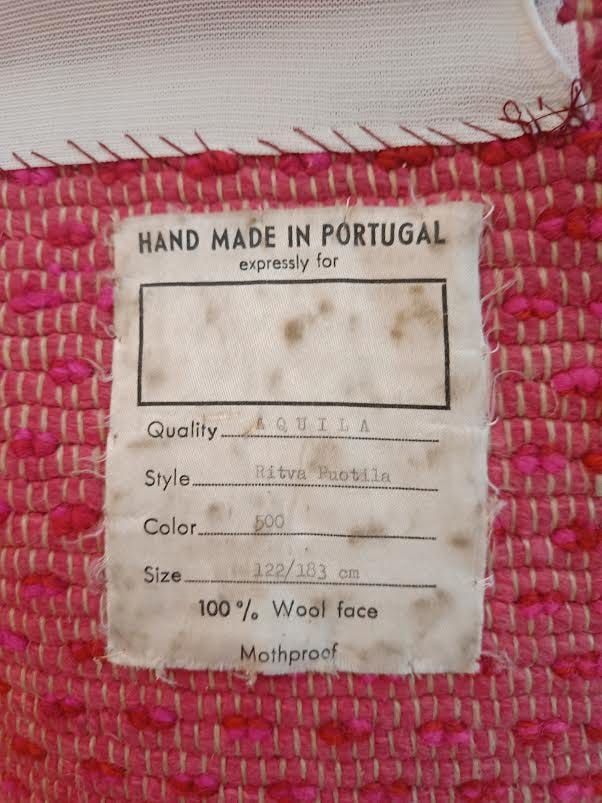 HAND MADE IN PORTUGAL
expressly for
Quality AQUILA
Style Ritva Puotila
Color 500
Size 122/183 cm
100% Wool face
Mothproof